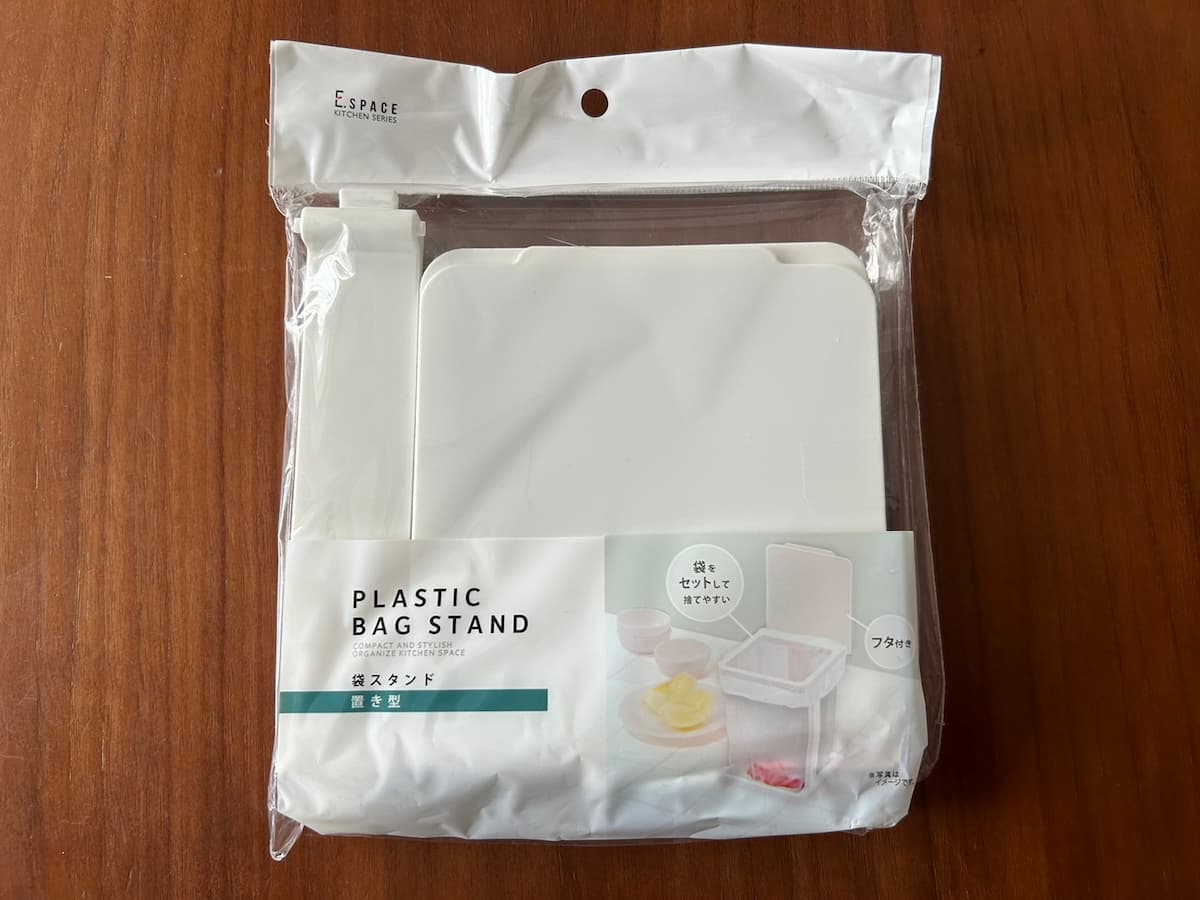 E.SPACE
KITCHEN SERIES
袋を
セットして
捨てやすい
フタ付き
PLASTIC
BAG STAND
COMPACT AND STYLISH
ORGANIZE KITCHEN SPACE
袋スタンド
置き型
※写真は
イメージです。